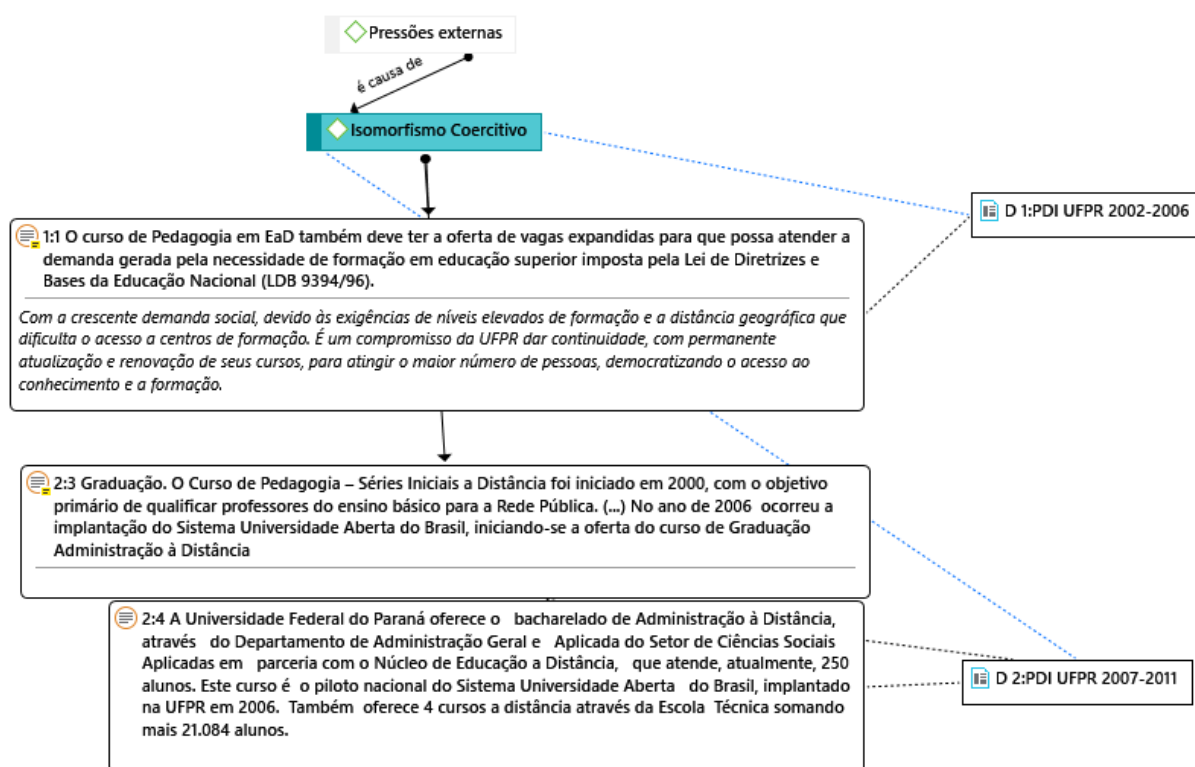 Pressões externas
é causa de
Isomorfismo Coercitivo
D 1:PDI UFPR 2002-2006
1:1 O curso de Pedagogia em EaD também deve ter a oferta de vagas expandidas para que possa atender a
demanda gerada pela necessidade de formação em educação superior imposta pela Lei de Diretrizes e
Bases da Educação Nacional (LDB 9394/96).
Com a crescente demanda social, devido às exigências de níveis elevados de formação e a distância geográfica que
dificulta o acesso a centros de formação. É um compromisso da UFPR dar continuidade, com permanente
atualização e renovação de seus cursos, para atingir o maior número de pessoas, democratizando o acesso ao
conhecimento e a formação.
2:3 Graduação. O Curso de Pedagogia – Séries Iniciais a Distância foi iniciado em 2000, com o objetivo
primário de qualificar professores do ensino básico para a Rede Pública. (...) No ano de 2006 ocorreu a
implantação do Sistema Universidade Aberta do Brasil, iniciando-se a oferta do curso de Graduação
Administração à Distância
2:4 A Universidade Federal do Paraná oferece o bacharelado de Administração à Distância,
através do Departamento de Administração Geral e Aplicada do Setor de Ciências Sociais
Aplicadas em parceria com o Núcleo de Educação a Distância, que atende, atualmente, 250
alunos. Este curso é o piloto nacional do Sistema Universidade Aberta do Brasil, implantado
na UFPR em 2006. Também oferece 4 cursos a distância através da Escola Técnica somando
mais 21.084 alunos.
D 2:PDI UFPR 2007-2011